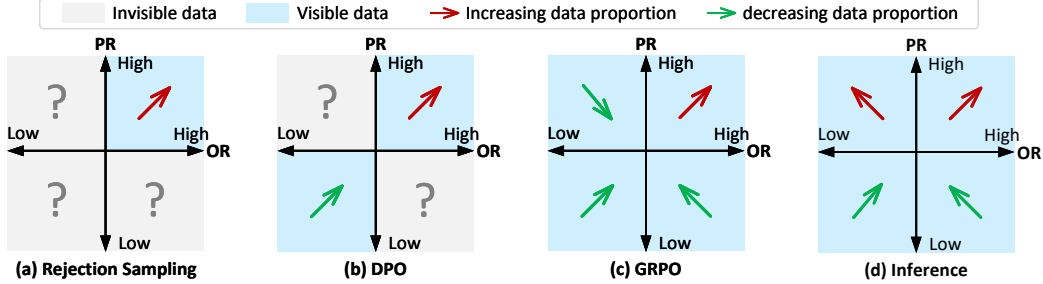 Invisible data Visible data Increasing data proportion decreasing data proportion
PR PR PR PR
High High High High
? ?
Low High Low High Low High Low High
OR OR OR OR
? ? ?
Low Low Low Low
(a) Rejection Sampling (b) DPO (c) GRPO (d) Inference